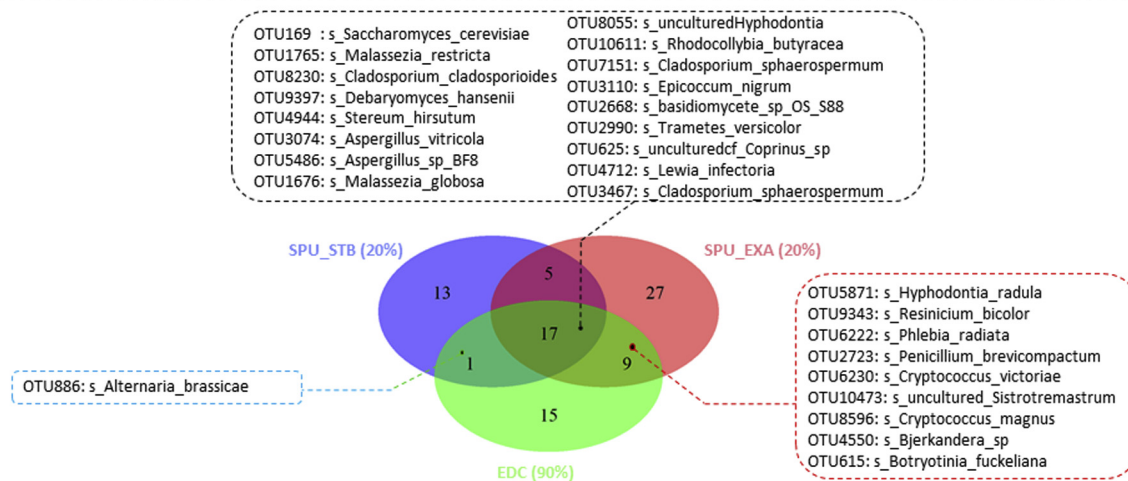 OTU169 : s_Saccharomyces_cerevisiae
OTU1765: s_Malassezia_restricta
OTU8230: s_Cladosporium_cladosporioides
OTU9397: s_Debaryomyces_hansenii
OTU4944: s_Stereum_hirsutum
OTU3074: s_Aspergillus_vitricola
OTU5486: s_Aspergillus_sp_BF8
OTU1676: s_Malassezia_globosa
OTU8055: s_unculturedHyphodontia
OTU10611: s_Rhodocollybia_butyracea
OTU7151: s_Cladosporium_sphaerospermum
OTU3110: s_Epicoccum_nigrum
OTU2668: s_basidiomycete_sp_OS_S88
OTU2990: s_Trametes_versicolor
OTU625: s_unculturedcf_Coprinus_sp
OTU4712: s_Lewia_infectoria
OTU3467: s_Cladosporium_sphaerospermum
SPU_STB (20%)
SPU_EXA (20%)
13
5
27
17
1
9
15
EDC (90%)
OTU886: s_Alternaria_brassicae
OTU5871: s_Hyphodontia_radula
OTU9343: s_Resinicium_bicolor
OTU6222: s_Phlebia_radiata
OTU2723: s_Penicillium_brevicompactum
OTU6230: s_Cryptococcus_victoriae
OTU10473: s_uncultured_Sistrotremastrum
OTU8596: s_Cryptococcus_magnus
OTU4550: s_Bjerkandera_sp
OTU615: s_Botryotinia_fuckeliana